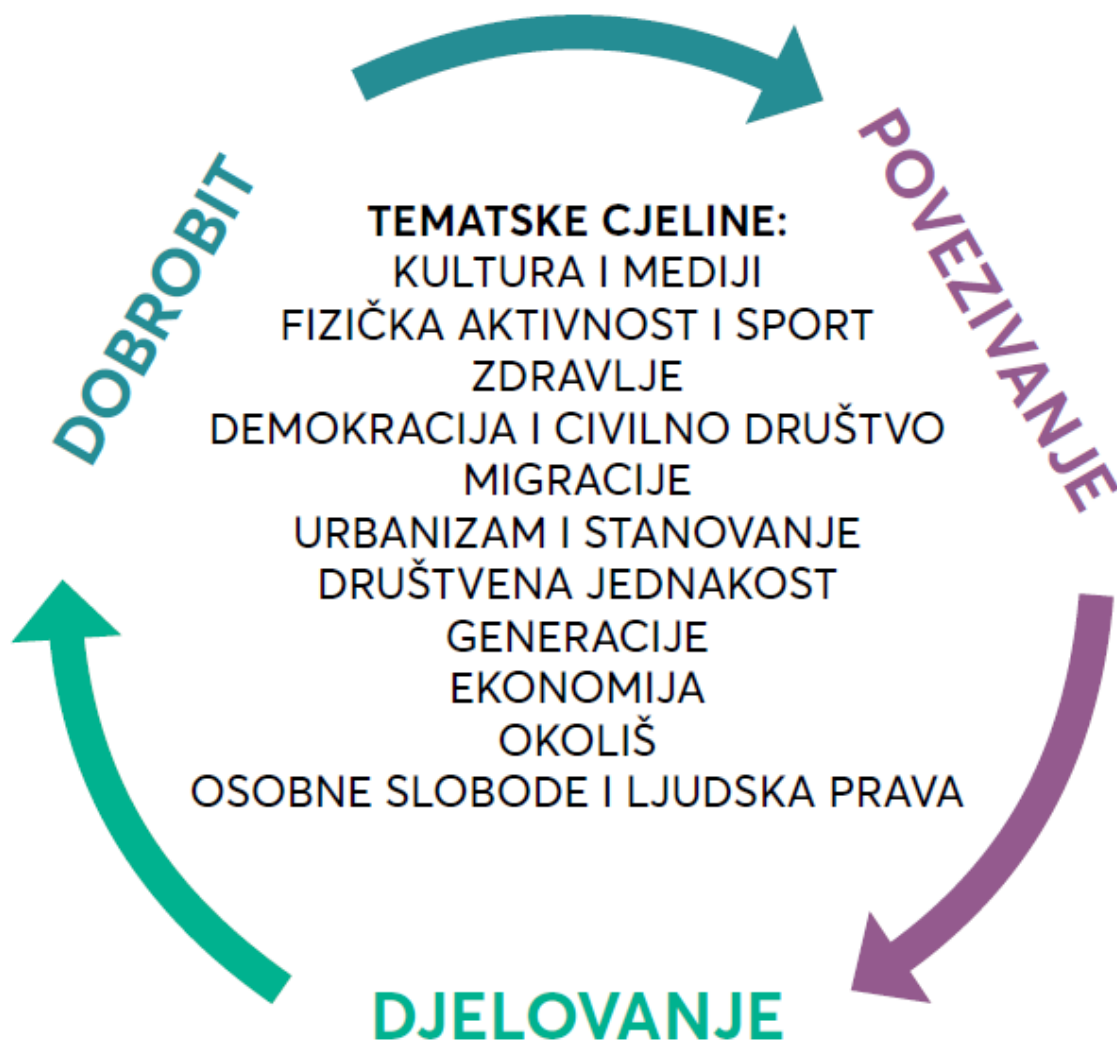 DOBROBIT
POVEZIVANJE
TEMATSKE CJELINE:
KULTURA I MEDIJI
FIZIČKA AKTIVNOST I SPORT
ZDRAVLJE
DEMOKRACIJA I CIVILNO DRUŠTVO
MIGRACIJE
URBANIZAM I STANOVANJE
DRUŠTVENA JEDNAKOST
GENERACIJE
EKONOMIJA
OKOLIŠ
OSOBNE SLOBODE I LJUDSKA PRAVA
DJELOVANJE